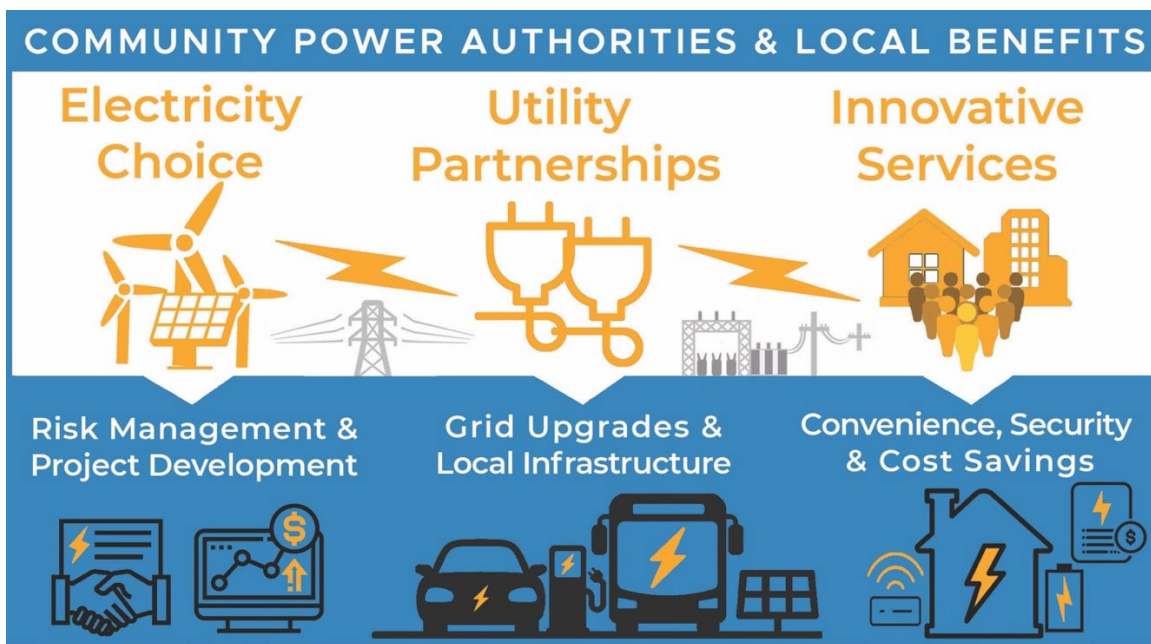 COMMUNITY POWER AUTHORITIES & LOCAL BENEFITS
Electricity
Choice
Utility
Partnerships
Innovative
Services
Risk Management &
Project Development
$
Grid Upgrades &
Local Infrastructure
Convenience, Security
& Cost Savings
$